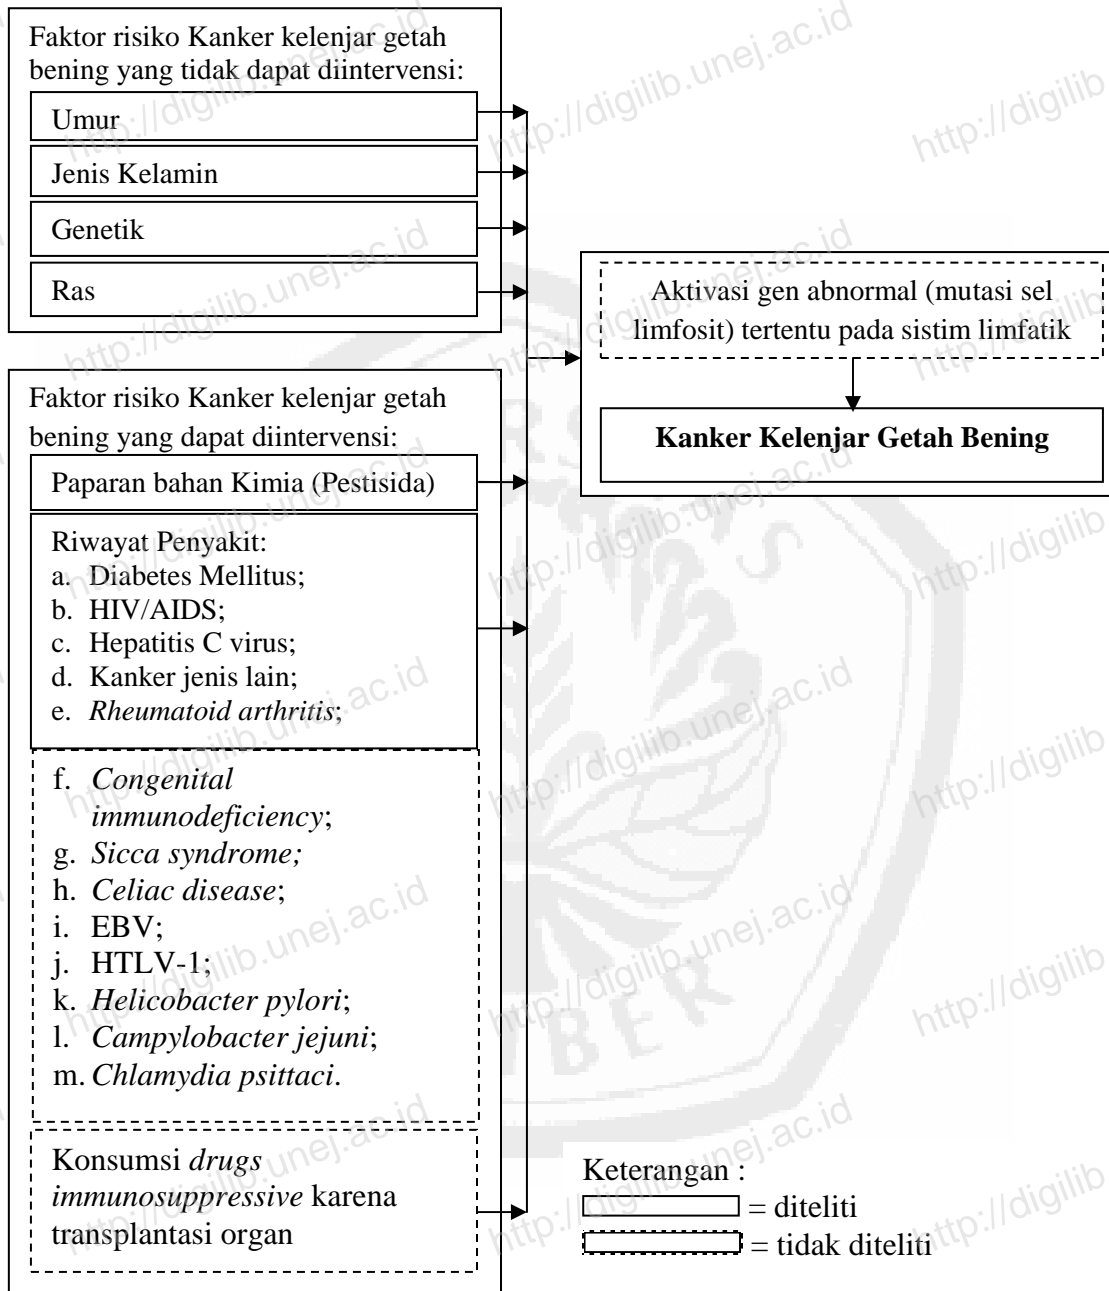 Faktor risiko Kanker kelenjar getah
bening yang tidak dapat diintervensi:
Umur
Jenis Kelamin
Genetik
Ras
Faktor risiko Kanker kelenjar getah
bening yang dapat diintervensi:
Paparan bahan Kimia (Pestisida)
Riwayat Penyakit:
a. Diabetes Mellitus;
b. HIV/AIDS;
c. Hepatitis C virus;
d. Kanker jenis lain;
e. Rheumatoid arthritis;
f. Congenital
immunodeficiency;
g. Sicca syndrome;
h. Celiac disease;
i. EBV;
j. HTLV-1;
k. Helicobacter pylori;
l. Campylobacter jejuni;
m. Chlamydia psittaci.
Konsumsi drugs
immunosuppressive karena
transplantasi organ
Aktivasi gen abnormal (mutasi sel
limfosit) tertentu pada sistim limfatik
Kanker Kelenjar Getah Bening
Keterangan :
= diteliti
= tidak diteliti
http://digilib.unej.ac.id